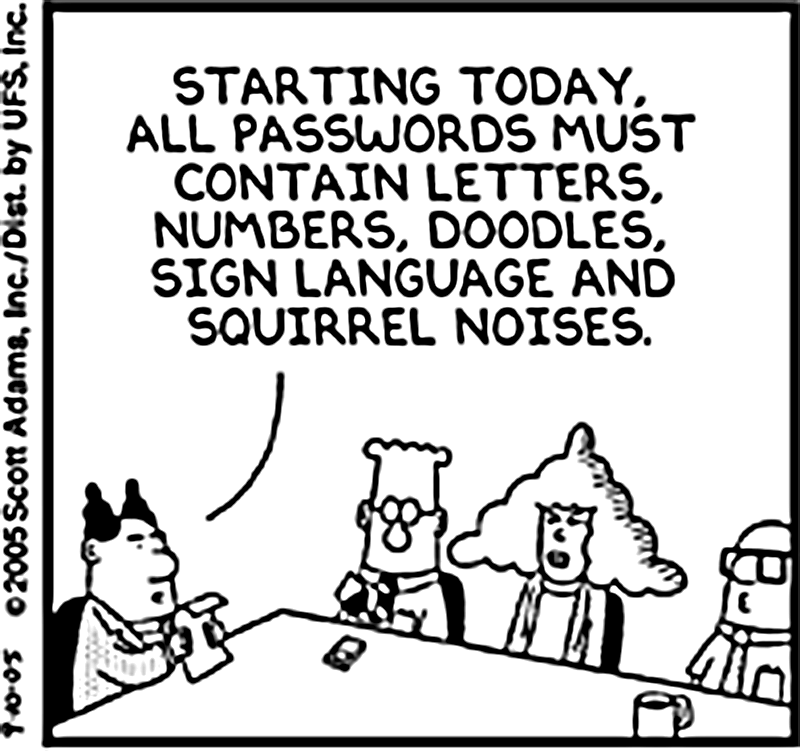 STARTING TODAY,
ALL PASSWORDS MUST
CONTAIN LETTERS,
NUMBERS, DOODLES,
SIGN LANGUAGE AND
SQUIRREL NOISES.
9-10-05 ©2005 Scott Adams, Inc./Dist. by UFS, Inc.